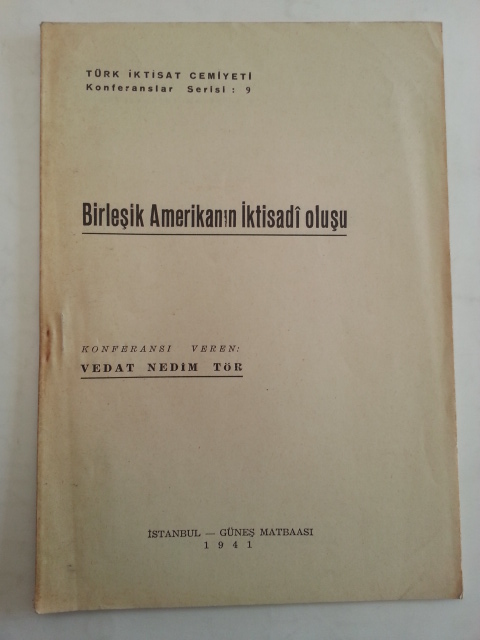 TÜRK İKTİSAT CEMİYETİ
Konferanslar Serisi : 9
Birleşik Amerikanın İktisadî oluşu
KONFERANSI VEREN:
VEDAT NEDİM TÖR
İSTANBUL — GÜNEŞ MATBAASI
1941